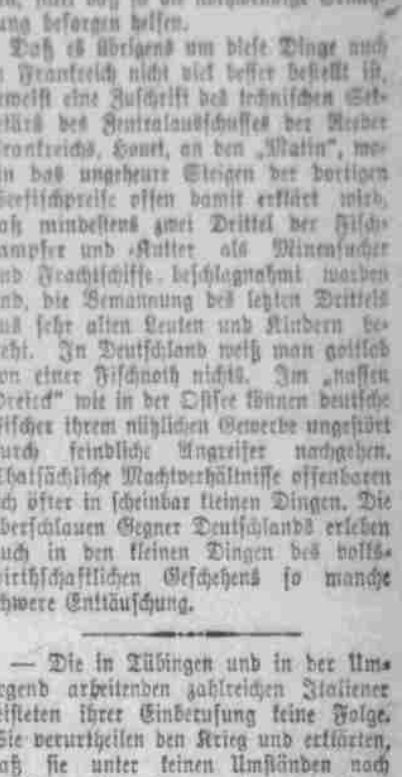 ung besorgen helfen.
Daß es übrigens um diese Dinge auch
n Frankreich nicht viel besser bestellt ist,
eweist eine Zuschrift des technischen Sek-
etärs des Zentralausschusses der Reeder
rankreichs, Houet, an den „Matin“, wo-
in das ungeheure Steigen der dortigen
Seefischpreise offen damit erklärt wird,
aß mindestens zwei Drittel der Fisch-
ampfer und Kutter als Minensucher
nd Frachtschiffe beschlagnahmt worden
nd, die Bemannung des letzten Drittels
us sehr alten Leuten und Kindern be-
eht. In Deutschland weiß man gottlob
on einer Fischnoth nichts. Im „nassen
Dreieck“ wie in der Ostsee können deutsche
ischer ihrem nützlichen Gewerbe ungestört
urch feindliche Angreifer nachgehen.
hatsächliche Machtverhältnisse offenbaren
ch öfter in scheinbar kleinen Dingen. Die
berschlauen Gegner Deutschlands erleben
uch in den kleinen Dingen des volks-
irthschaftlichen Geschehens so manche
chwere Enttäuschung.
— Die in Tübingen und in der Um-
egend arbeitenden zahlreichen Italiener
eisteten ihrer Einberufung keine Folge.
Sie verurtheilen den Krieg und erklärten,
aß sie unter keinen Umständen noch